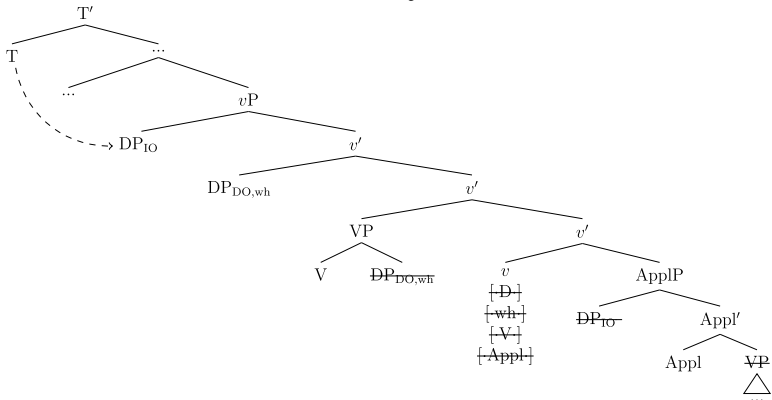 T′
T ...
...
vP
DP_IO v′
DP_DO,wh v′
VP v′
V DP_DO,wh v ApplP
[·D·] DP_IO Appl′
[·wh·]
[·V·] Appl VP
[·Appl·]
...